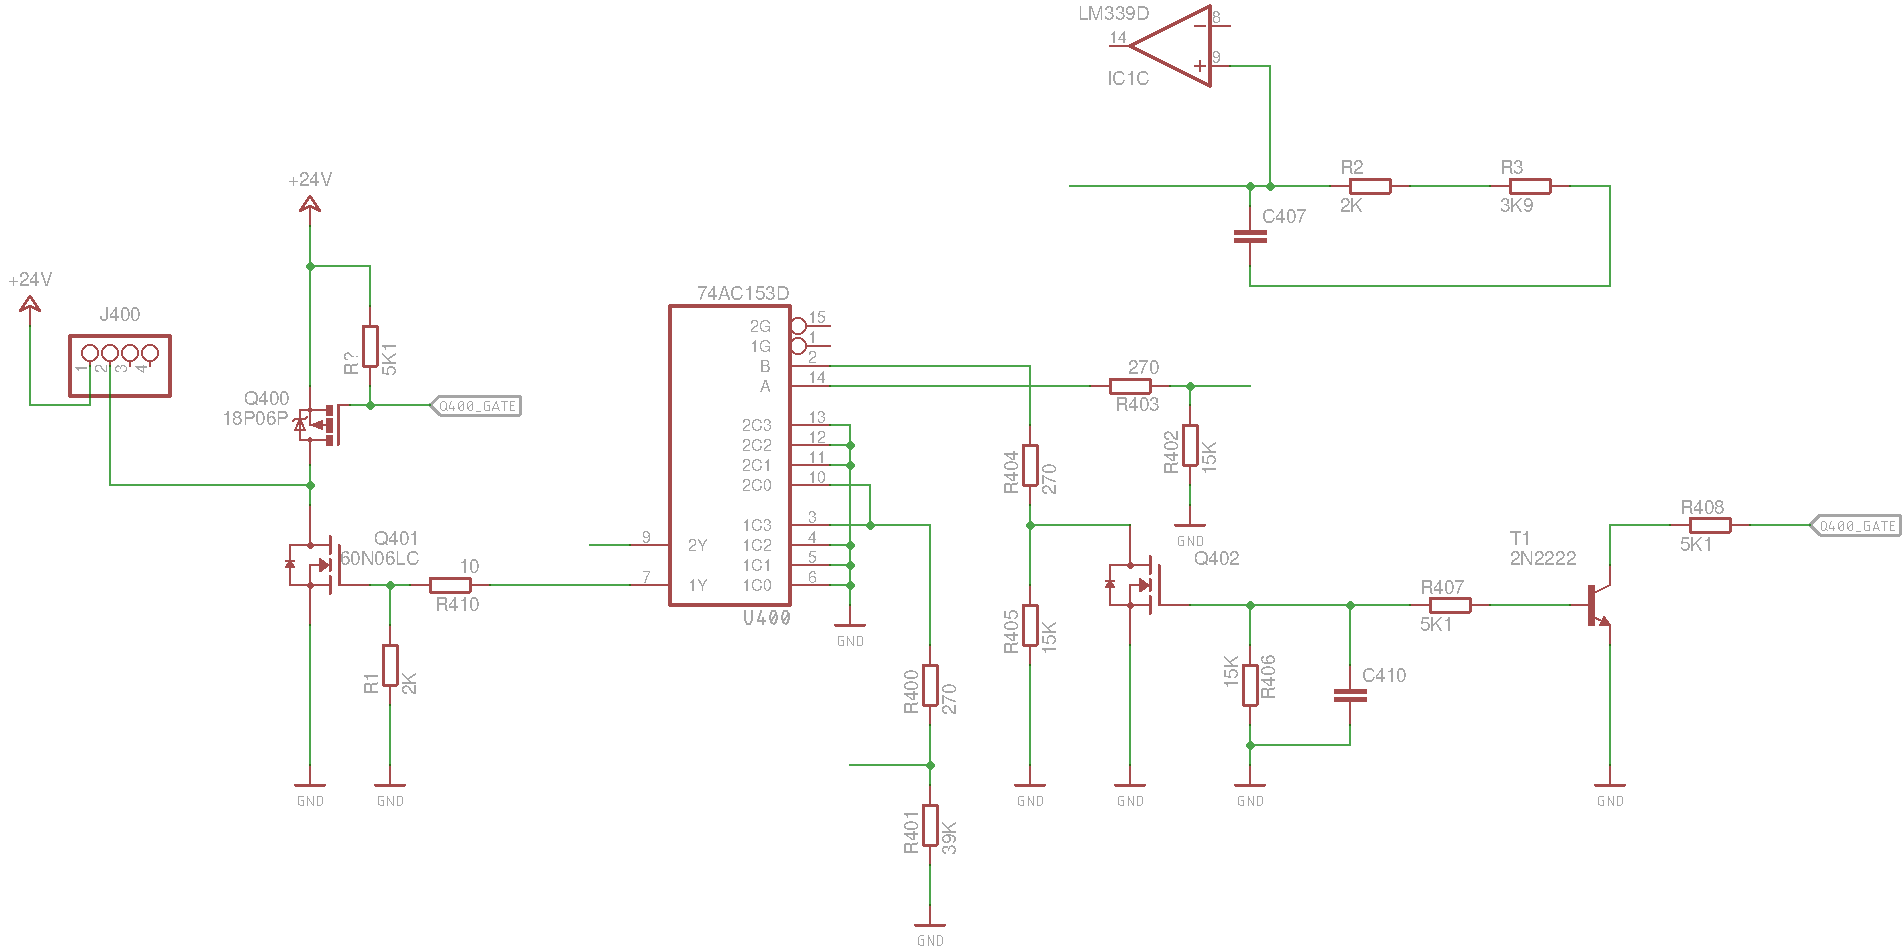 LM339D
8
14
9
IC1C
+24V
R2
R3
2K
3K9
C407
+24V
J400
1
2
3
4
R?
5K1
Q400
18P06P
Q400_GATE
74AC153D
2G
15
1G
1
B
2
A
14
2C3
13
2C2
12
2C1
11
2C0
10
1C3
3
1C2
4
1C1
5
1C0
6
9
2Y
7
1Y
U400
GND
270
R403
R402
15K
GND
R404
270
Q401
60N06LC
10
R410
R1
2K
GND
GND
R400
270
R401
39K
GND
R405
15K
GND
Q402
GND
15K
R406
C410
GND
R407
5K1
T1
2N2222
R408
5K1
Q400_GATE
GND